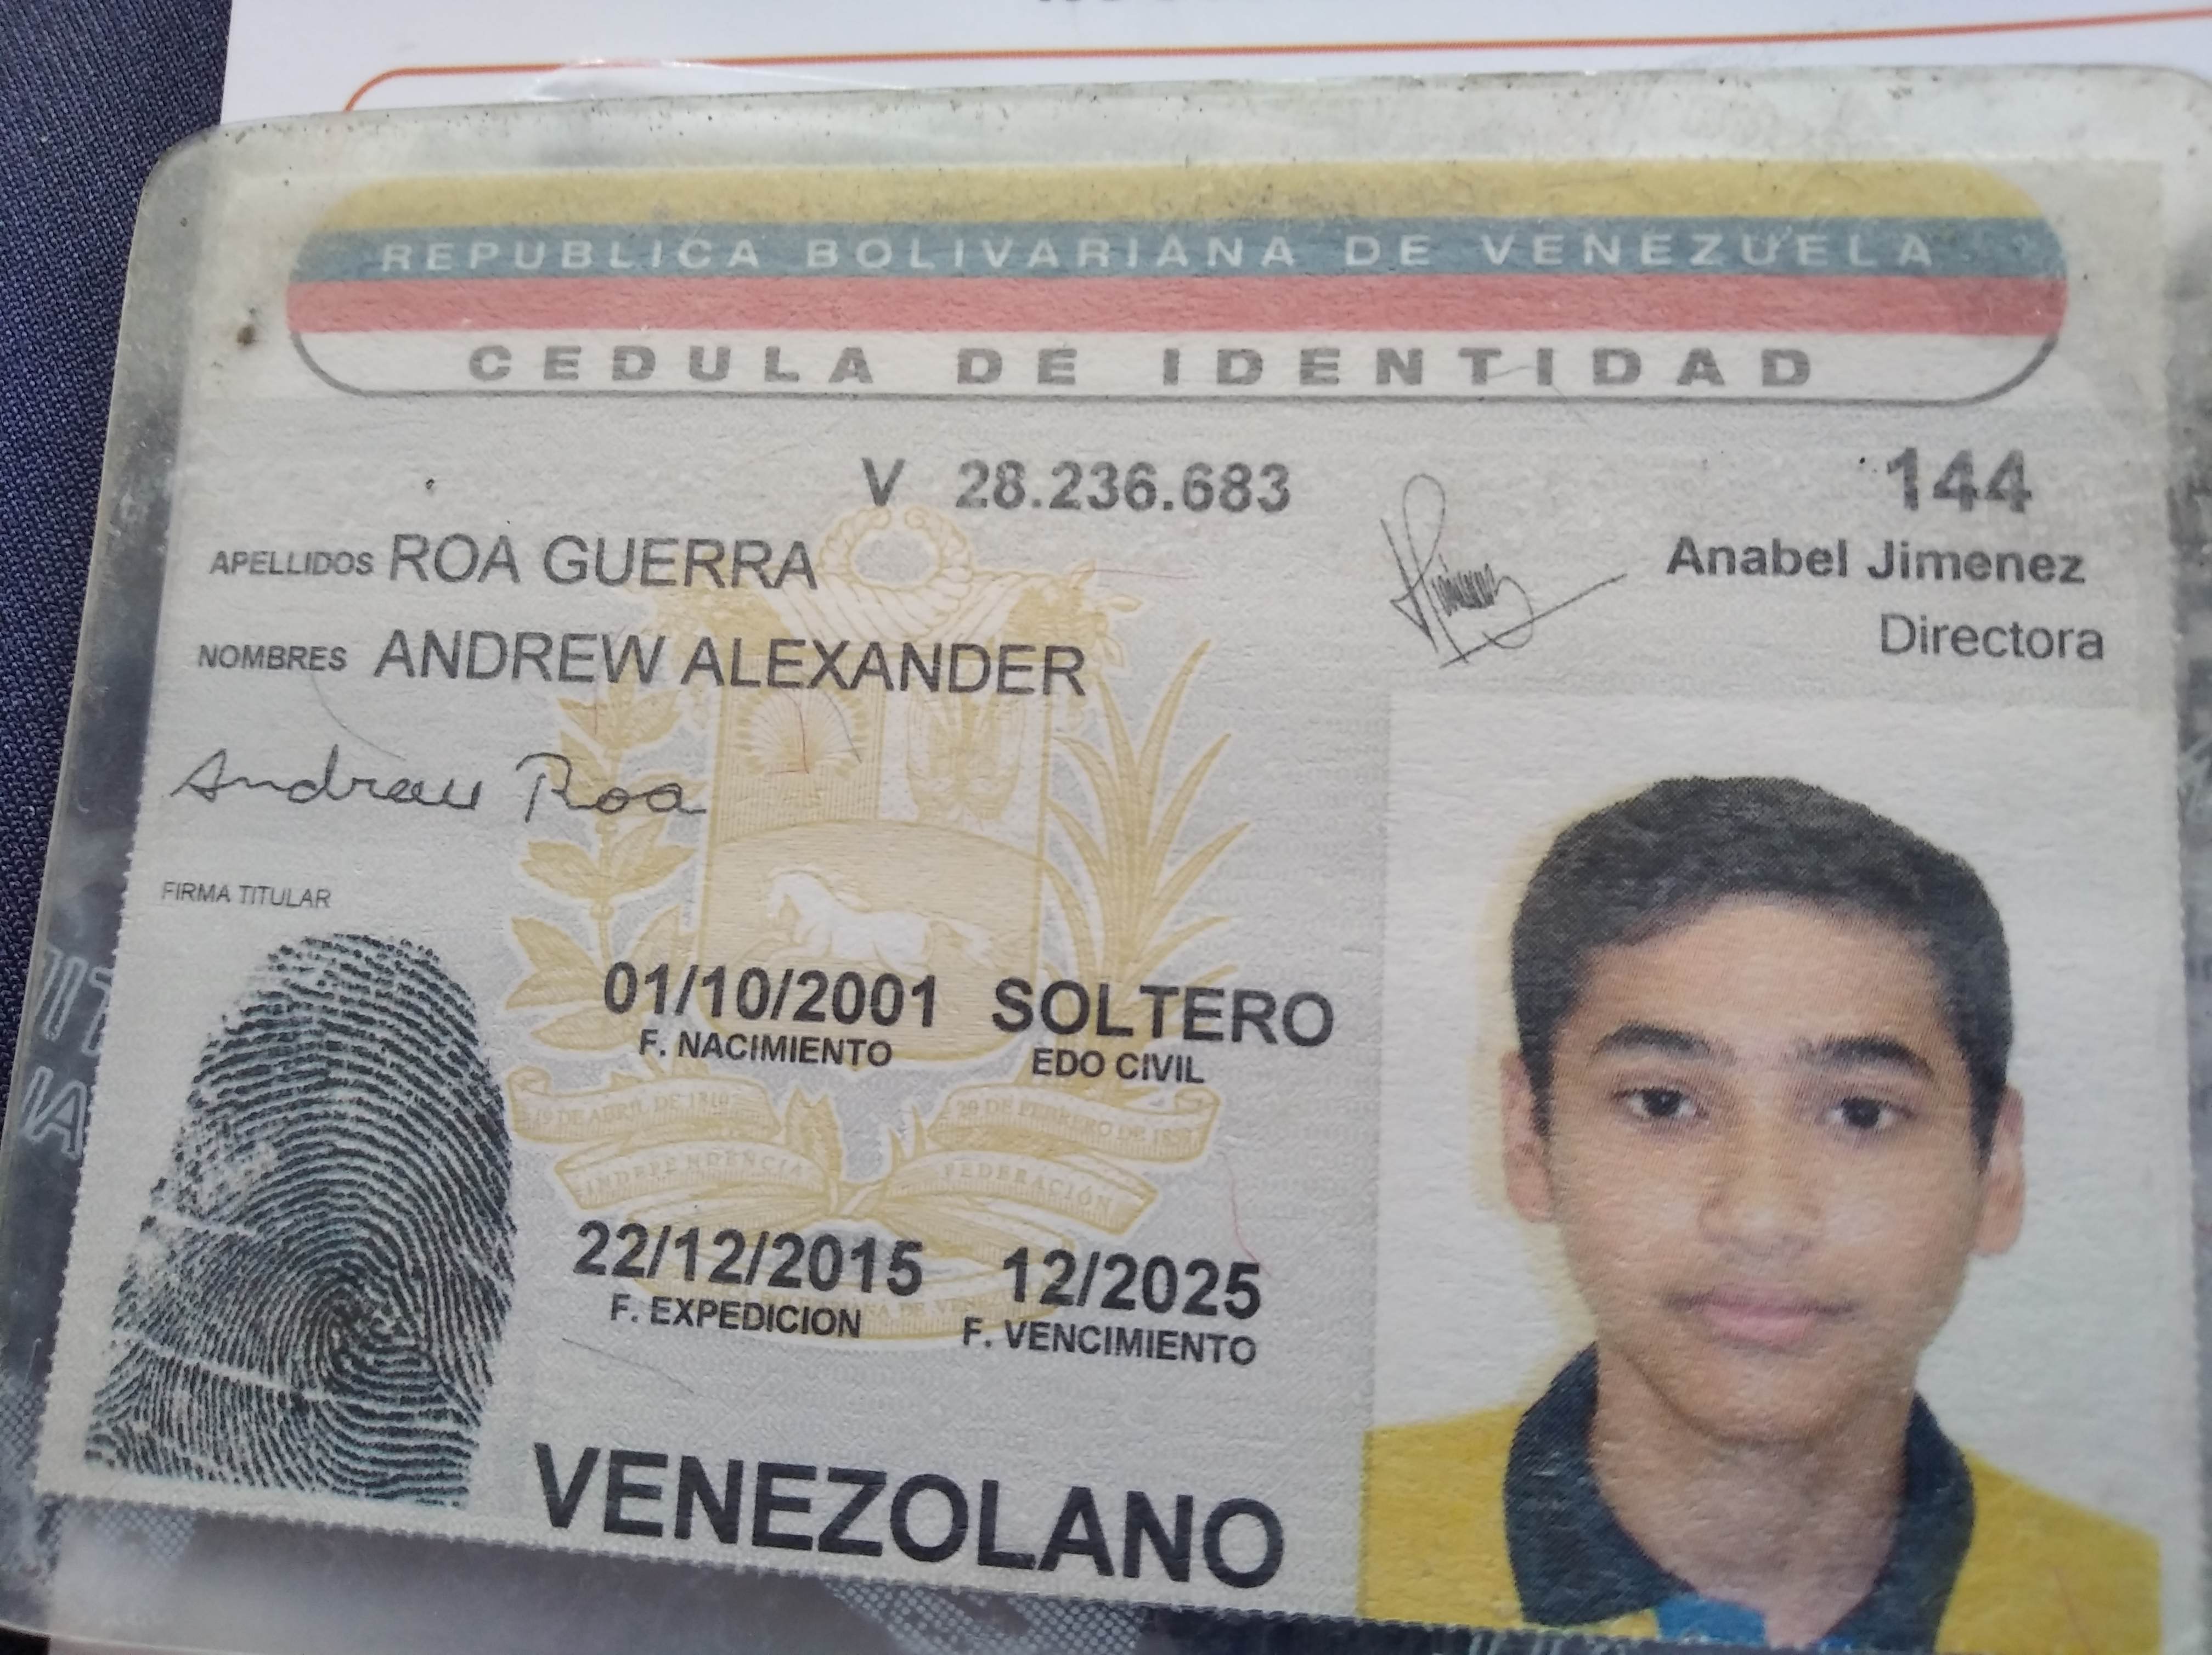 REPUBLICA BOLIVARIANA DE VENEZUELA
CEDULA DE IDENTIDAD
V 28.236.683
144
APELLIDOS ROA GUERRA
Anabel Jimenez
Directora
NOMBRES ANDREW ALEXANDER
Andrew Roa
FIRMA TITULAR
01/10/2001 SOLTERO
F. NACIMIENTO EDO CIVIL
19 DE ABRIL DE 1810
20 DE FEBRERO DE
INDEPENDENCIA
FEDERACIÓN
22/12/2015 12/2025
F. EXPEDICION F. VENCIMIENTO
VENEZOLANO